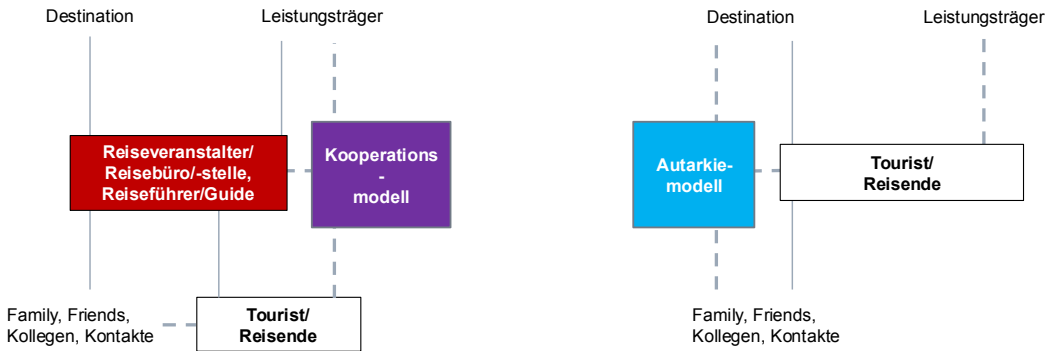 Destination
Leistungsträger
Reiseveranstalter/
Reisebüro/-stelle,
Reiseführer/Guide
Kooperations
-
modell
Family, Friends,
Kollegen, Kontakte
Tourist/
Reisende
Destination
Leistungsträger
Autarkie-
modell
Tourist/
Reisende
Family, Friends,
Kollegen, Kontakte